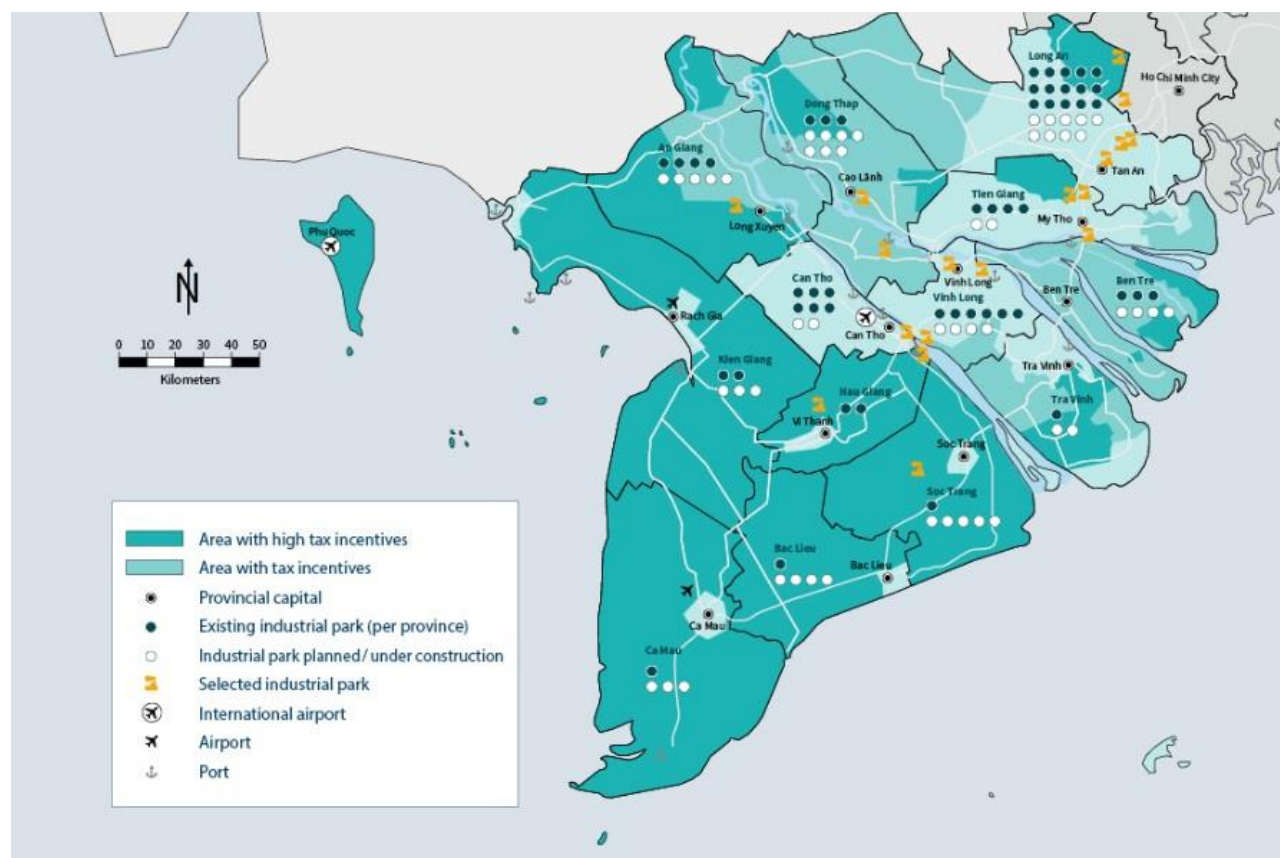 Long An
Ho Chi Minh City
Dong Thap
An Giang
Cao Lãnh
Tan An
Tien Giang
My Tho
Long Xuyen
Phu Quoc
Can Tho
Vinh Long
Vinh Long
Ben Tre
Ben Tre
Rach Gia
Can Tho
Tra Vinh
Kien Giang
Hau Giang
Tra Vinh
Vi Thanh
Soc Trang
Soc Trang
Bac Lieu
Bac Lieu
Ca Mau
Ca Mau
N
0 10 20 30 40 50
Kilometers
Area with high tax incentives
Area with tax incentives
Provincial capital
Existing industrial park (per province)
Industrial park planned/ under construction
Selected industrial park
International airport
Airport
Port